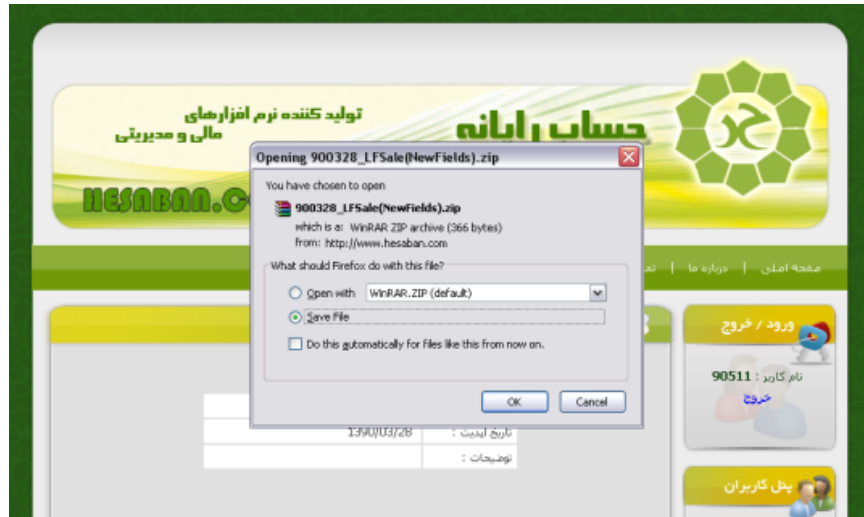 تولید کننده نرم افزارهای
مالی و مدیریتی
حساب رایانه
صفحه اصلی | درباره ما |
Opening 900328_LFSale(NewFields).zip
You have chosen to open
900328_LFSale(NewFields).zip
which is a: WinRAR ZIP archive (366 bytes)
from: http://www.hesaban.com
What should Firefox do with this file?
Open with WinRAR.ZIP (default)
Save File
Do this automatically for files like this from now on.
OK Cancel
ورود / خروج
نام کاربر : 90511
خروج
تاریخ آپدیت : 1390/03/28
توضیحات :
پنل کاربران